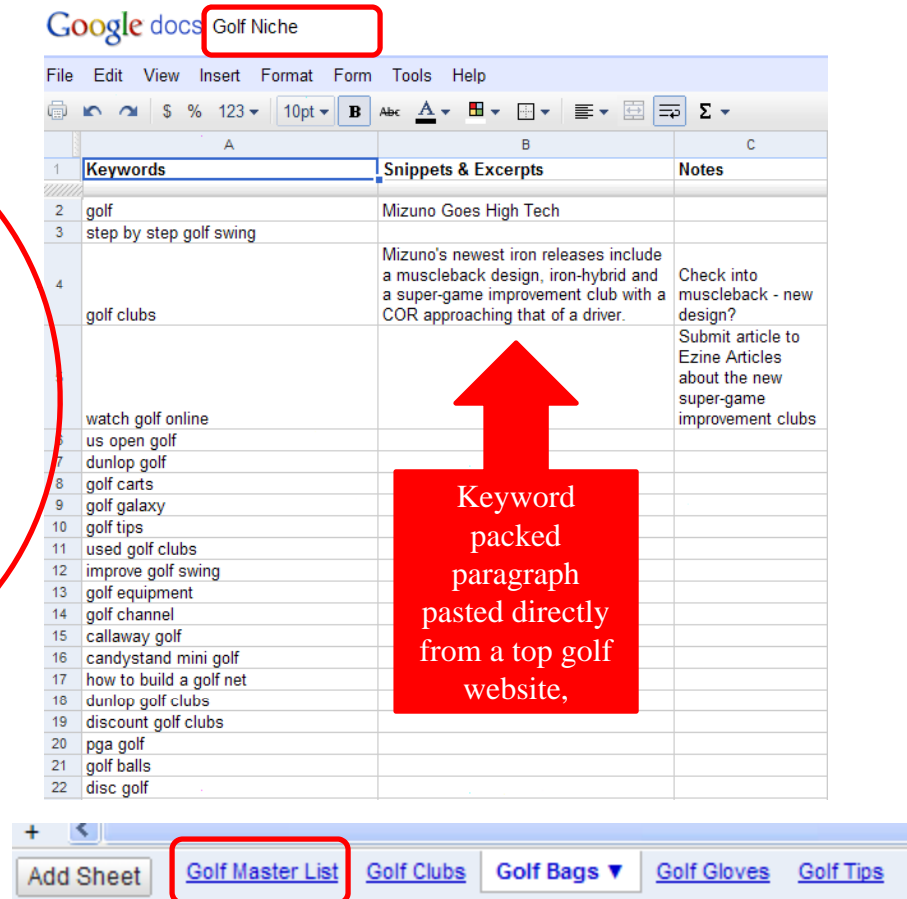 Google docs Golf Niche
File Edit View Insert Format Form Tools Help
$ % 123 10pt B Abc A Σ
A B C
1 Keywords Snippets & Excerpts Notes
2 golf Mizuno Goes High Tech
3 step by step golf swing
Mizuno's newest iron releases include
a muscleback design, iron-hybrid and
a super-game improvement club with a
COR approaching that of a driver.
Check into
muscleback - new
design?
4 golf clubs
Submit article to
Ezine Articles
about the new
super-game
improvement clubs
5 watch golf online
6 us open golf
7 dunlop golf
8 golf carts
9 golf galaxy
10 golf tips
11 used golf clubs
12 improve golf swing
13 golf equipment
14 golf channel
15 callaway golf
16 candystand mini golf
17 how to build a golf net
18 dunlop golf clubs
19 discount golf clubs
20 pga golf
21 golf balls
22 disc golf
Keyword
packed
paragraph
pasted directly
from a top golf
website,
+ <
Add Sheet Golf Master List Golf Clubs Golf Bags ▼ Golf Gloves Golf Tips